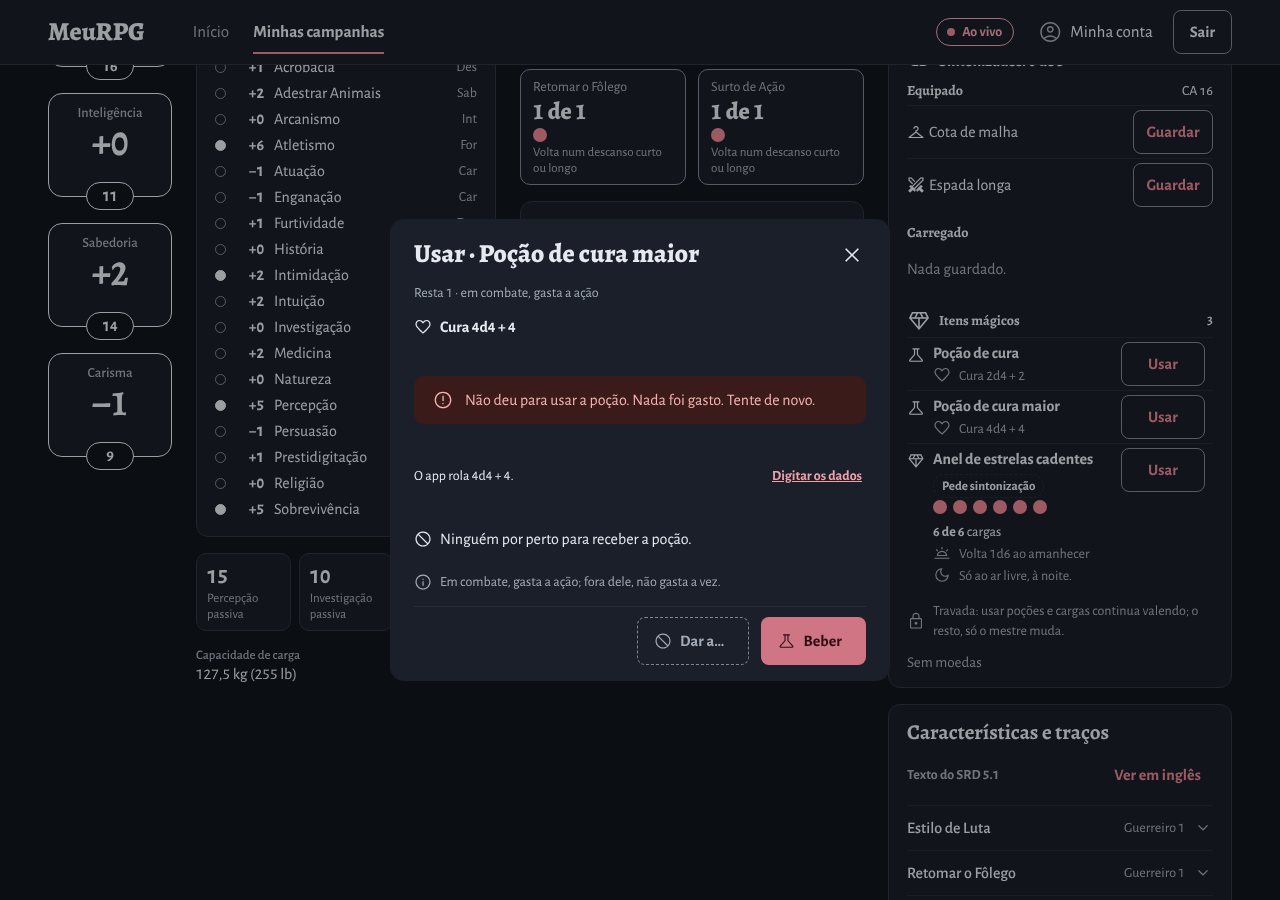 MeuRPG
Início
Minhas campanhas
Ao vivo
Minha conta
Sair
16
Inteligência
+0
11
Sabedoria
+2
14
Carisma
−1
9
+1 Acrobacia Des
+2 Adestrar Animais Sab
+0 Arcanismo Int
+6 Atletismo For
−1 Atuação Car
−1 Enganação Car
+1 Furtividade
+0 História
+2 Intimidação
+2 Intuição
+0 Investigação
+2 Medicina
+0 Natureza
+5 Percepção
−1 Persuasão
+1 Prestidigitação
+0 Religião
+5 Sobrevivência
15
Percepção
passiva
10
Investigação
passiva
Capacidade de carga
127,5 kg (255 lb)
Retomar o Fôlego
1 de 1
Volta num descanso curto
ou longo
Surto de Ação
1 de 1
Volta num descanso curto
ou longo
Usar · Poção de cura maior
Resta 1 · em combate, gasta a ação
Cura 4d4 + 4
Não deu para usar a poção. Nada foi gasto. Tente de novo.
O app rola 4d4 + 4.
Digitar os dados
Ninguém por perto para receber a poção.
Em combate, gasta a ação; fora dele, não gasta a vez.
Dar a…
Beber
Equipado CA 16
Cota de malha Guardar
Espada longa Guardar
Carregado
Nada guardado.
Itens mágicos 3
Poção de cura
Cura 2d4 + 2
Usar
Poção de cura maior
Cura 4d4 + 4
Usar
Anel de estrelas cadentes
Usar
Pede sintonização
6 de 6 cargas
Volta 1d6 ao amanhecer
Só ao ar livre, à noite.
Travada: usar poções e cargas continua valendo; o
resto, só o mestre muda.
Sem moedas
Características e traços
Texto do SRD 5.1 Ver em inglês
Estilo de Luta Guerreiro 1
Retomar o Fôlego Guerreiro 1